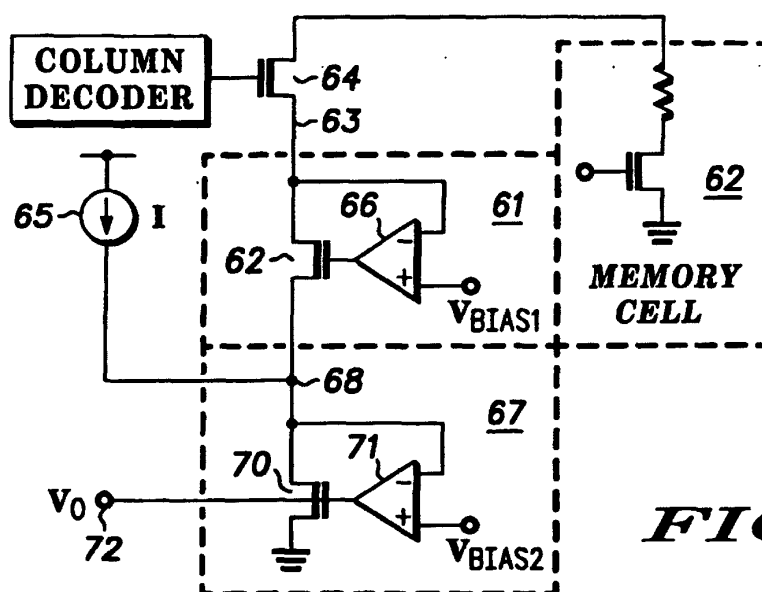 COLUMN
DECODER
64
63
65
I
66
61
62
-
+
VBIAS1
62
MEMORY
CELL
68
67
70
71
-
+
V0
72
VBIAS2
FIG